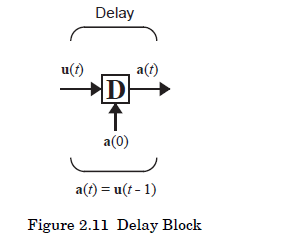 Delay
u(t) a(t)
D
a(0)
a(t) = u(t - 1)
Figure 2.11 Delay Block